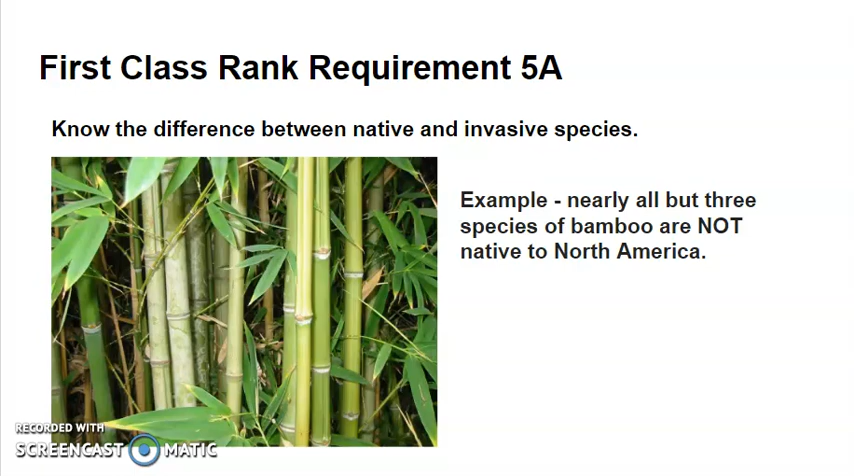 First Class Rank Requirement 5A
Know the difference between native and invasive species.
Example - nearly all but three
species of bamboo are NOT
native to North America.
RECORDED WITH
SCREENCAST MATIC